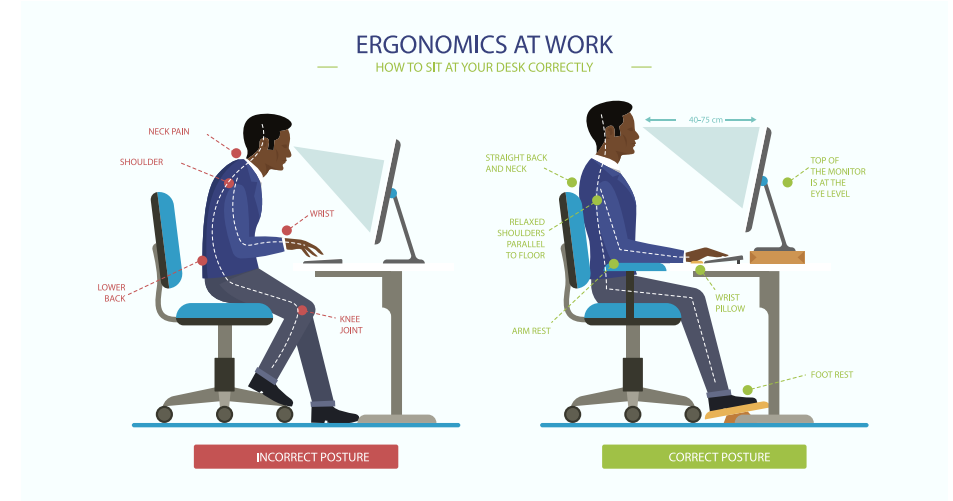 ERGONOMICS AT WORK
HOW TO SIT AT YOUR DESK CORRECTLY
NECK PAIN
SHOULDER
WRIST
LOWER
BACK
KNEE
JOINT
INCORRECT POSTURE
40-75 cm
STRAIGHT BACK
AND NECK
TOP OF
THE MONITOR
IS AT THE
EYE LEVEL
RELAXED
SHOULDERS
PARALLEL
TO FLOOR
WRIST
PILLOW
ARM REST
FOOT REST
CORRECT POSTURE